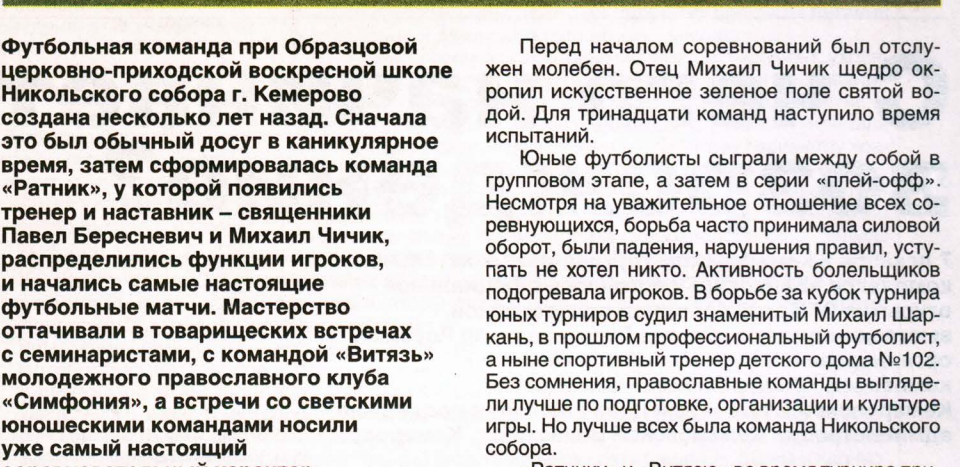 Футбольная команда при Образцовой
церковно-приходской воскресной школе
Никольского собора г. Кемерово
создана несколько лет назад. Сначала
это был обычный досуг в каникулярное
время, затем сформировалась команда
«Ратник», у которой появились
тренер и наставник – священники
Павел Бересневич и Михаил Чичик,
распределились функции игроков,
и начались самые настоящие
футбольные матчи. Мастерство
оттачивали в товарищеских встречах
с семинаристами, с командой «Витязь»
молодежного православного клуба
«Симфония», а встречи со светскими
юношескими командами носили
уже самый настоящий
Перед началом соревнований был отслу-
жен молебен. Отец Михаил Чичик щедро ок-
ропил искусственное зеленое поле святой во-
дой. Для тринадцати команд наступило время
испытаний.
Юные футболисты сыграли между собой в
групповом этапе, а затем в серии «плей-офф».
Несмотря на уважительное отношение всех со-
ревнующихся, борьба часто принимала силовой
оборот, были падения, нарушения правил, усту-
пать не хотел никто. Активность болельщиков
подогревала игроков. В борьбе за кубок турнира
юных турниров судил знаменитый Михаил Шар-
кань, в прошлом профессиональный футболист,
а ныне спортивный тренер детского дома №102.
Без сомнения, православные команды выгляде-
ли лучше по подготовке, организации и культуре
игры. Но лучше всех была команда Никольского
собора.